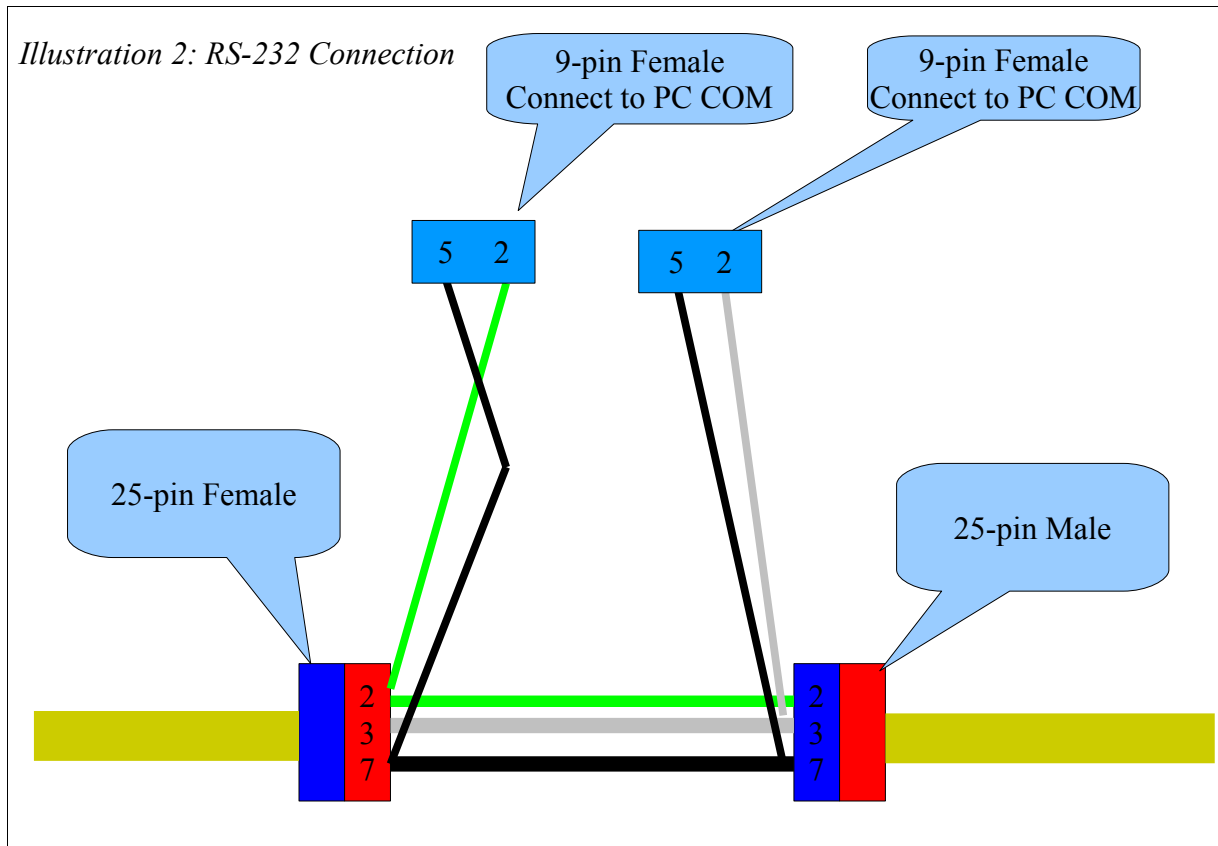 Illustration 2: RS-232 Connection
9-pin Female
Connect to PC COM
9-pin Female
Connect to PC COM
5 2
5 2
25-pin Female
25-pin Male
2
3
7
2
3
7